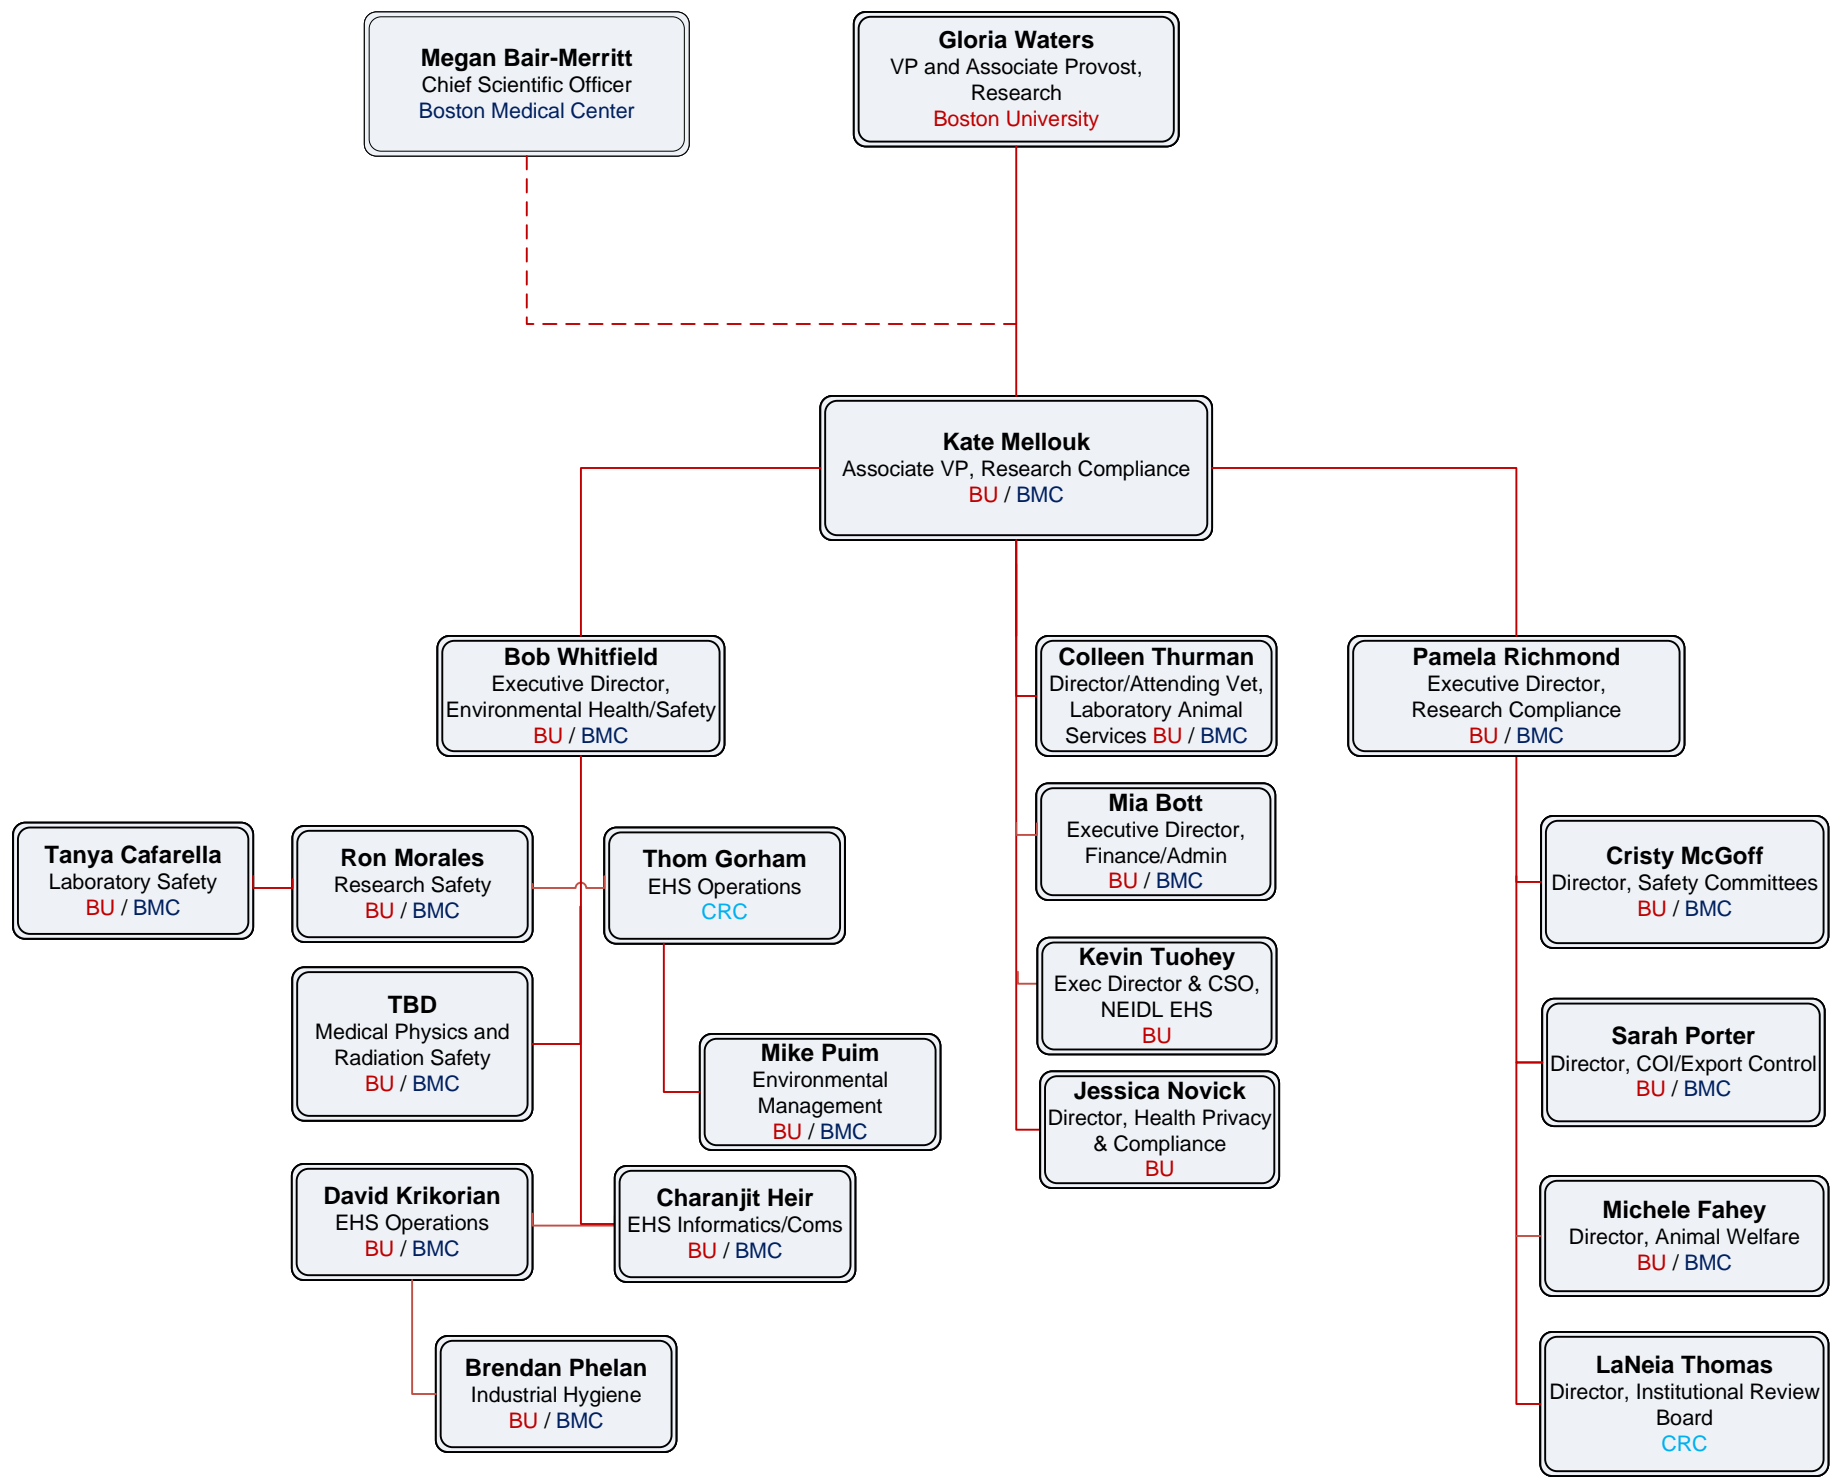 Megan Bair-Merritt
Chief Scientific Officer
Boston Medical Center
Gloria Waters
VP and Associate Provost,
Research
Boston University
Kate Mellouk
Associate VP, Research Compliance
BU / BMC
Bob Whitfield
Executive Director,
Environmental Health/Safety
BU / BMC
Colleen Thurman
Director/Attending Vet,
Laboratory Animal
Services BU / BMC
Pamela Richmond
Executive Director,
Research Compliance
BU / BMC
Mia Bott
Executive Director,
Finance/Admin
BU / BMC
Tanya Cafarella
Laboratory Safety
BU / BMC
Ron Morales
Research Safety
BU / BMC
Thom Gorham
EHS Operations
CRC
Cristy McGoff
Director, Safety Committees
BU / BMC
Kevin Tuohey
Exec Director & CSO,
NEIDL EHS
BU
TBD
Medical Physics and
Radiation Safety
BU / BMC
Mike Puim
Environmental
Management
BU / BMC
Sarah Porter
Director, COI/Export Control
BU / BMC
Jessica Novick
Director, Health Privacy
& Compliance
BU
David Krikorian
EHS Operations
BU / BMC
Charanjit Heir
EHS Informatics/Coms
BU / BMC
Michele Fahey
Director, Animal Welfare
BU / BMC
Brendan Phelan
Industrial Hygiene
BU / BMC
LaNeia Thomas
Director, Institutional Review
Board
CRC